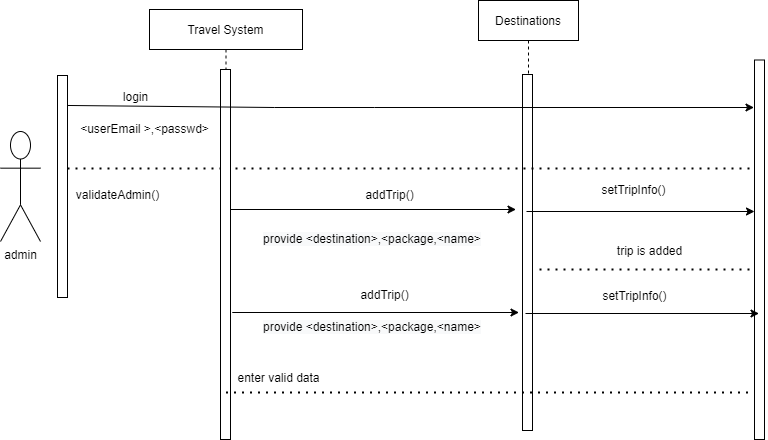 Travel System
Destinations
login
<userEmail >,<passwd>
validateAdmin()
addTrip()
setTripInfo()
provide <destination>,<package,<name>
trip is added
admin
addTrip()
setTripInfo()
provide <destination>,<package,<name>
enter valid data